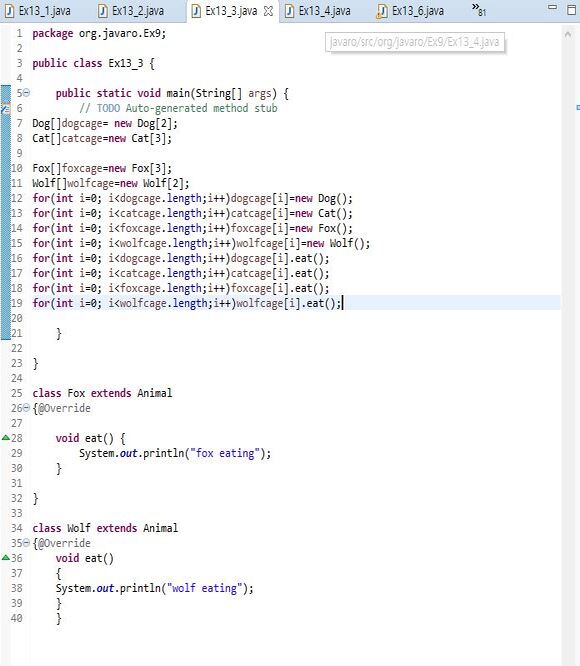 Ex13_1.java Ex13_2.java Ex13_3.java Ex13_4.java Ex13_6.java »81
javaro/src/org/javaro/Ex9/Ex13_4.java
1 package org.javaro.Ex9;
2
3 public class Ex13_3 {
4
5 public static void main(String[] args) {
6 // TODO Auto-generated method stub
7 Dog[]dogcage= new Dog[2];
8 Cat[]catcage=new Cat[3];
9
10 Fox[]foxcage=new Fox[3];
11 Wolf[]wolfcage=new Wolf[2];
12 for(int i=0; i<dogcage.length;i++)dogcage[i]=new Dog();
13 for(int i=0; i<catcage.length;i++)catcage[i]=new Cat();
14 for(int i=0; i<foxcage.length;i++)foxcage[i]=new Fox();
15 for(int i=0; i<wolfcage.length;i++)wolfcage[i]=new Wolf();
16 for(int i=0; i<dogcage.length;i++)dogcage[i].eat();
17 for(int i=0; i<catcage.length;i++)catcage[i].eat();
18 for(int i=0; i<foxcage.length;i++)foxcage[i].eat();
19 for(int i=0; i<wolfcage.length;i++)wolfcage[i].eat();
20
21 }
22
23 }
24
25 class Fox extends Animal
26 {@Override
27
28 void eat() {
29 System.out.println("fox eating");
30 }
31
32 }
33
34 class Wolf extends Animal
35 {@Override
36 void eat()
37 {
38 System.out.println("wolf eating");
39 }
40 }